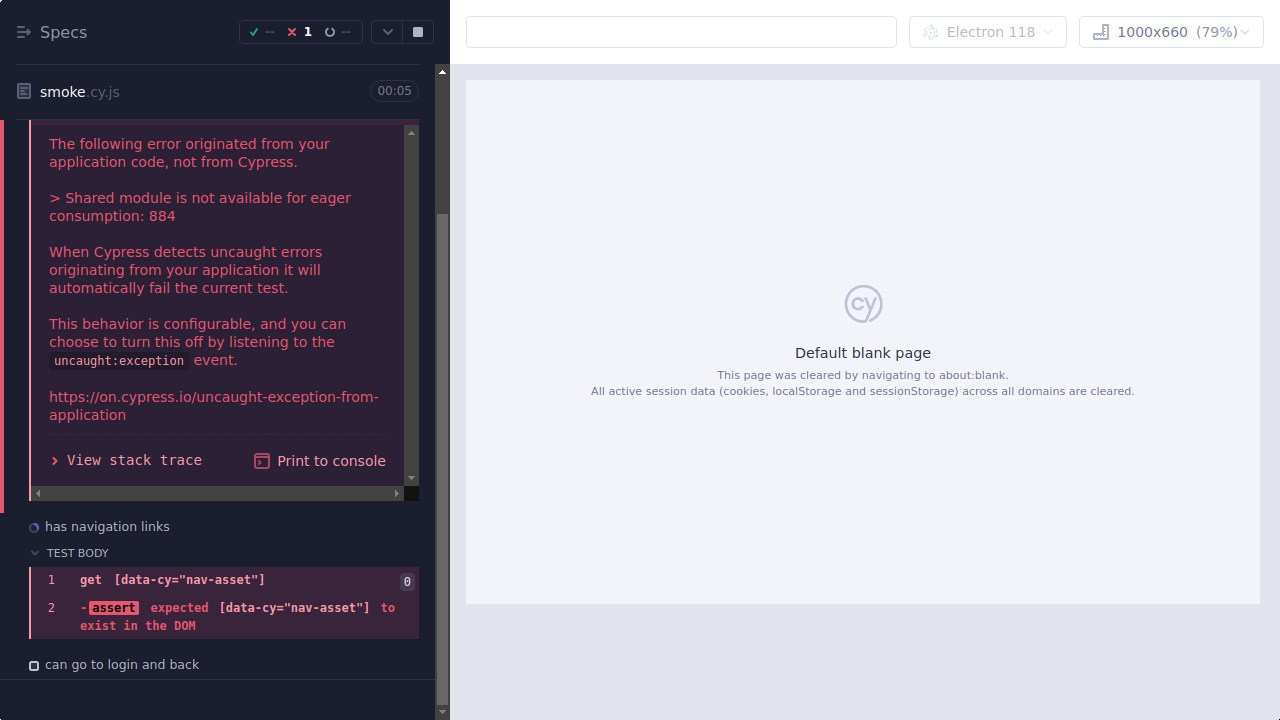 Specs
--
1
--
Electron 118
1000x660 (79%)
smoke.cy.js
00:05
The following error originated from your
application code, not from Cypress.
> Shared module is not available for eager
consumption: 884
When Cypress detects uncaught errors
originating from your application it will
automatically fail the current test.
This behavior is configurable, and you can
choose to turn this off by listening to the
uncaught:exception event.
https://on.cypress.io/uncaught-exception-from-
application
View stack trace
Print to console
has navigation links
TEST BODY
1 get [data-cy="nav-asset"] 0
2 -assert expected [data-cy="nav-asset"] to
exist in the DOM
can go to login and back
cy
Default blank page
This page was cleared by navigating to about:blank.
All active session data (cookies, localStorage and sessionStorage) across all domains are cleared.